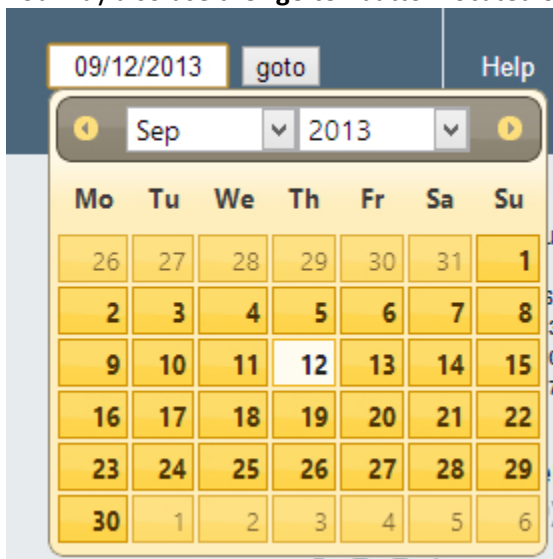 09/12/2013 goto Help
Sep 2013
Mo Tu We Th Fr Sa Su
26 27 28 29 30 31 1
2 3 4 5 6 7 8
9 10 11 12 13 14 15
16 17 18 19 20 21 22
23 24 25 26 27 28 29
30 1 2 3 4 5 6